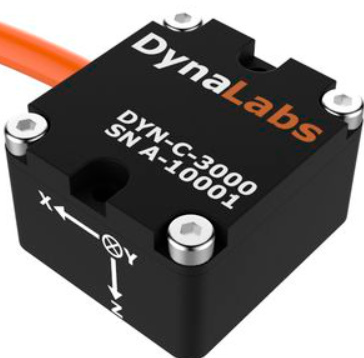 DynaLabs
DYN-C-3000
SN A-10001
X
Y
Z